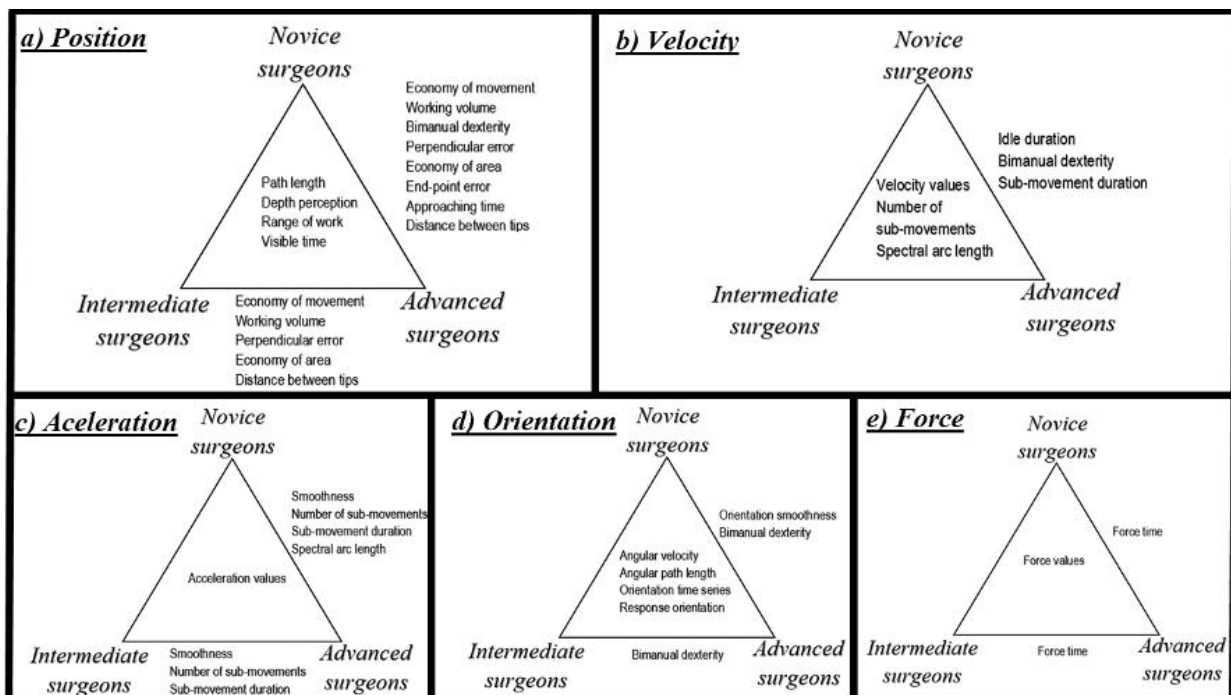 a) Position
Novice
surgeons
Economy of movement
Working volume
Bimanual dexterity
Perpendicular error
Economy of area
End-point error
Approaching time
Distance between tips
Path length
Depth perception
Range of work
Visible time
Intermediate
surgeons
Economy of movement
Working volume
Perpendicular error
Economy of area
Distance between tips
Advanced
surgeons
b) Velocity
Novice
surgeons
Idle duration
Bimanual dexterity
Sub-movement duration
Velocity values
Number of
sub-movements
Spectral arc length
Intermediate
surgeons
Advanced
surgeons
c) Aceleration
Novice
surgeons
Smoothness
Number of sub-movements
Sub-movement duration
Spectral arc length
Acceleration values
Intermediate
surgeons
Smoothness
Number of sub-movements
Sub-movement duration
Advanced
surgeons
d) Orientation
Novice
surgeons
Orientation smoothness
Bimanual dexterity
Angular velocity
Angular path length
Orientation time series
Response orientation
Intermediate
surgeons
Bimanual dexterity
Advanced
surgeons
e) Force
Novice
surgeons
Force time
Force values
Intermediate
surgeons
Force time
Advanced
surgeons